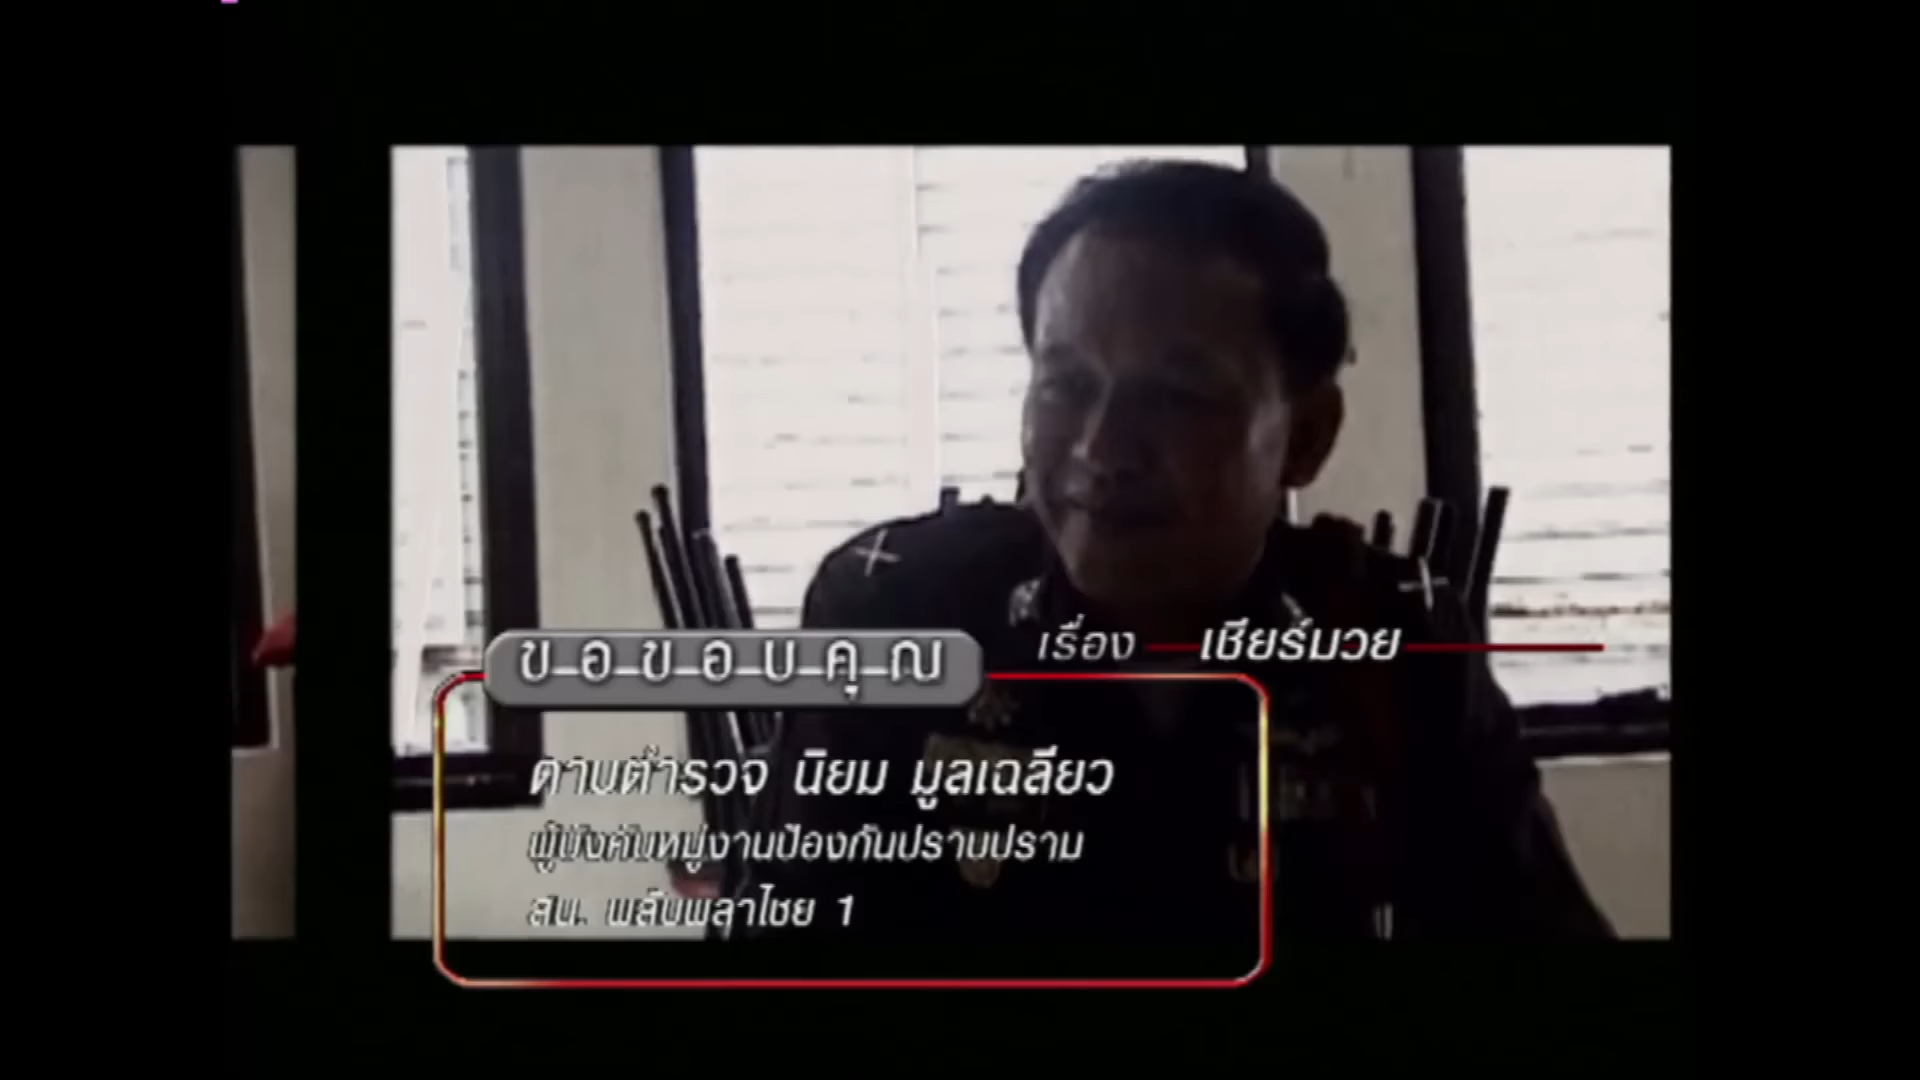 ขอขอบคุณ
เรื่อง เชียร์มวย
ดาบตำรวจ นิยม มูลเฉลียว
ผู้บังคับหมู่งานป้องกันปราบปราม
สน. พลับพลาไชย 1